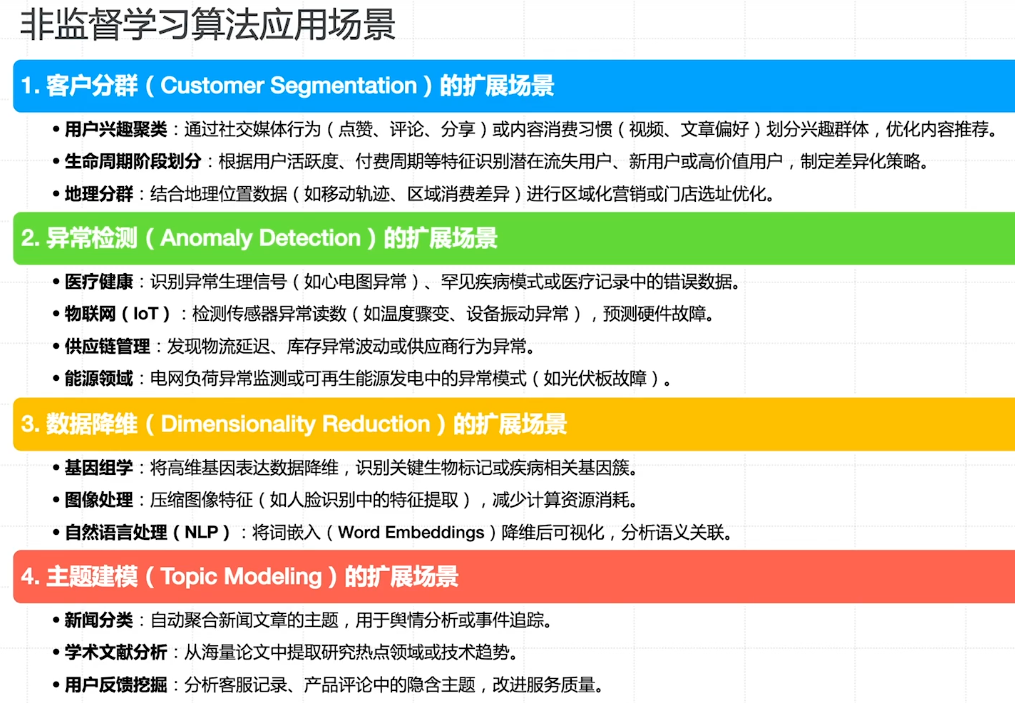 非监督学习算法应用场景
1. 客户分群（Customer Segmentation）的扩展场景
• 用户兴趣聚类：通过社交媒体行为（点赞、评论、分享）或内容消费习惯（视频、文章偏好）划分兴趣群体，优化内容推荐。
• 生命周期阶段划分：根据用户活跃度、付费周期等特征识别潜在流失用户、新用户或高价值用户，制定差异化策略。
• 地理分群：结合地理位置数据（如移动轨迹、区域消费差异）进行区域化营销或门店选址优化。
2. 异常检测（Anomaly Detection）的扩展场景
• 医疗健康：识别异常生理信号（如心电图异常）、罕见疾病模式或医疗记录中的错误数据。
• 物联网（IoT）：检测传感器异常读数（如温度骤变、设备振动异常），预测硬件故障。
• 供应链管理：发现物流延迟、库存异常波动或供应商行为异常。
• 能源领域：电网负荷异常监测或可再生能源发电中的异常模式（如光伏板故障）。
3. 数据降维（Dimensionality Reduction）的扩展场景
• 基因组学：将高维基因表达数据降维，识别关键生物标记或疾病相关基因簇。
• 图像处理：压缩图像特征（如人脸识别中的特征提取），减少计算资源消耗。
• 自然语言处理（NLP）：将词嵌入（Word Embeddings）降维后可视化，分析语义关联。
4. 主题建模（Topic Modeling）的扩展场景
• 新闻分类：自动聚合新闻文章的主题，用于舆情分析或事件追踪。
• 学术文献分析：从海量论文中提取研究热点领域或技术趋势。
• 用户反馈挖掘：分析客服记录、产品评论中的隐含主题，改进服务质量。